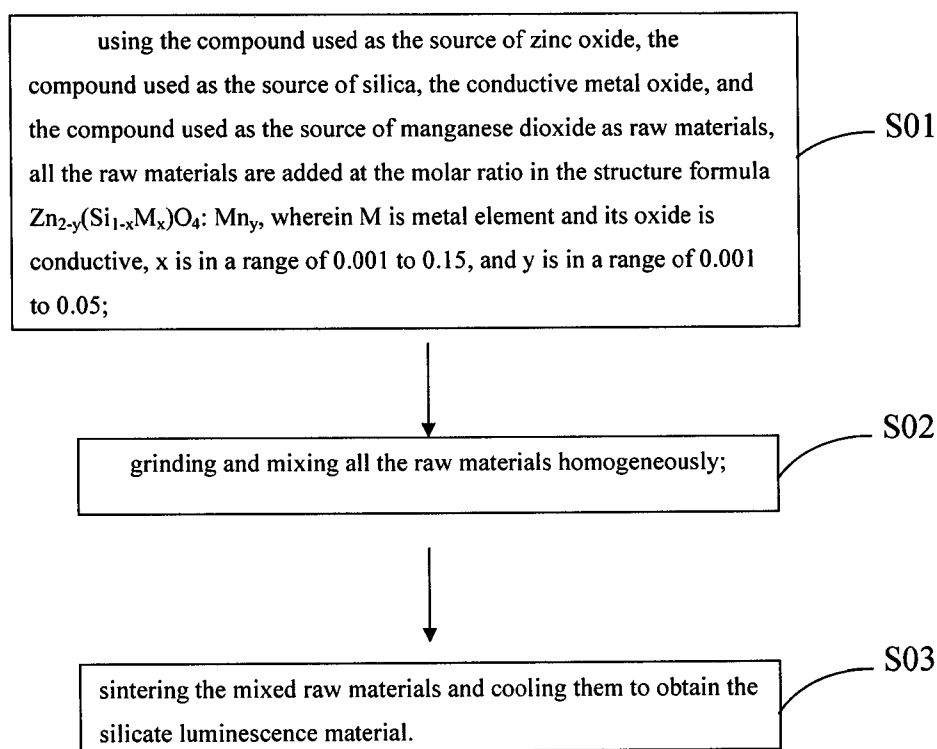 using the compound used as the source of zinc oxide, the
compound used as the source of silica, the conductive metal oxide, and
the compound used as the source of manganese dioxide as raw materials,
all the raw materials are added at the molar ratio in the structure formula
Zn₂₋ᵧ(Si₁₋ₓMₓ)O₄: Mnᵧ, wherein M is metal element and its oxide is
conductive, x is in a range of 0.001 to 0.15, and y is in a range of 0.001
to 0.05;
S01
grinding and mixing all the raw materials homogeneously;
S02
sintering the mixed raw materials and cooling them to obtain the
silicate luminescence material.
S03